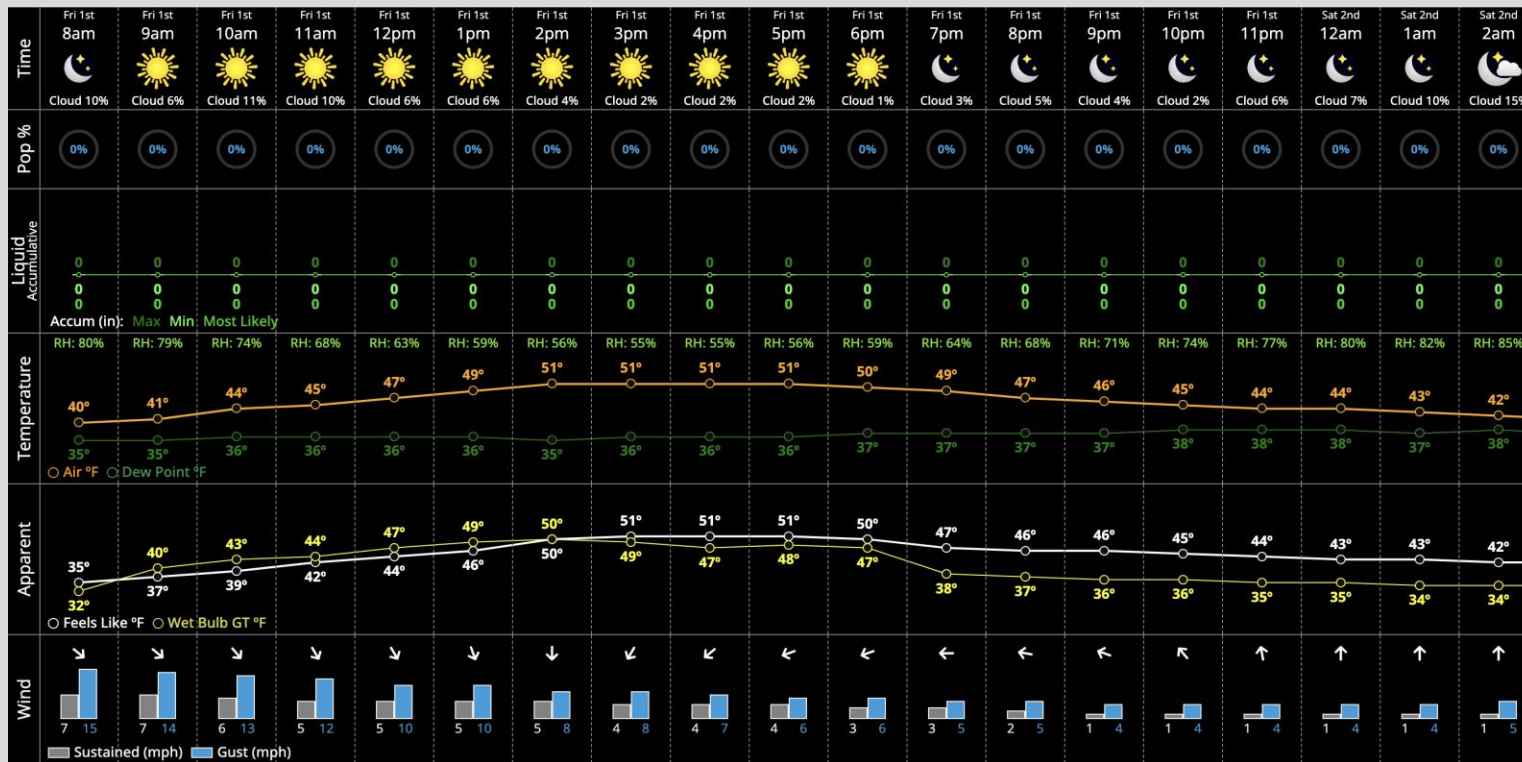 Time
Fri 1st Fri 1st Fri 1st Fri 1st Fri 1st Fri 1st Fri 1st Fri 1st Fri 1st Fri 1st Fri 1st Fri 1st Fri 1st Fri 1st Fri 1st Fri 1st Sat 2nd Sat 2nd Sat 2nd
8am 9am 10am 11am 12pm 1pm 2pm 3pm 4pm 5pm 6pm 7pm 8pm 9pm 10pm 11pm 12am 1am 2am
Cloud 10% Cloud 6% Cloud 11% Cloud 10% Cloud 6% Cloud 6% Cloud 4% Cloud 2% Cloud 2% Cloud 2% Cloud 1% Cloud 3% Cloud 5% Cloud 4% Cloud 2% Cloud 6% Cloud 7% Cloud 10% Cloud 15%
Pop %
0% 0% 0% 0% 0% 0% 0% 0% 0% 0% 0% 0% 0% 0% 0% 0% 0% 0% 0%
Liquid
Accumulative
0 0 0 0 0 0 0 0 0 0 0 0 0 0 0 0 0 0 0
0 0 0 0 0 0 0 0 0 0 0 0 0 0 0 0 0 0 0
0 0 0 0 0 0 0 0 0 0 0 0 0 0 0 0 0 0 0
Accum (in): Max Min Most Likely
Temperature
RH: 80% RH: 79% RH: 74% RH: 68% RH: 63% RH: 59% RH: 56% RH: 55% RH: 55% RH: 56% RH: 59% RH: 64% RH: 68% RH: 71% RH: 74% RH: 77% RH: 80% RH: 82% RH: 85%
40° 41° 44° 45° 47° 49° 51° 51° 51° 51° 50° 49° 47° 46° 45° 44° 44° 43° 42°
35° 35° 36° 36° 36° 36° 35° 36° 36° 36° 37° 37° 37° 37° 38° 38° 38° 37° 38°
Air ºF Dew Point ºF
Apparent
35° 40° 43° 44° 47° 49° 50° 51° 51° 51° 50° 47° 46° 46° 45° 44° 43° 43° 42°
32° 37° 39° 42° 44° 46° 50° 49° 47° 48° 47° 38° 37° 36° 36° 35° 35° 34° 34°
Feels Like ºF Wet Bulb GT ºF
Wind
7 15 7 14 6 13 5 12 5 10 5 10 5 8 4 8 4 7 4 6 3 6 3 5 2 5 1 4 1 4 1 4 1 4 1 4 1 5
Sustained (mph) Gust (mph)